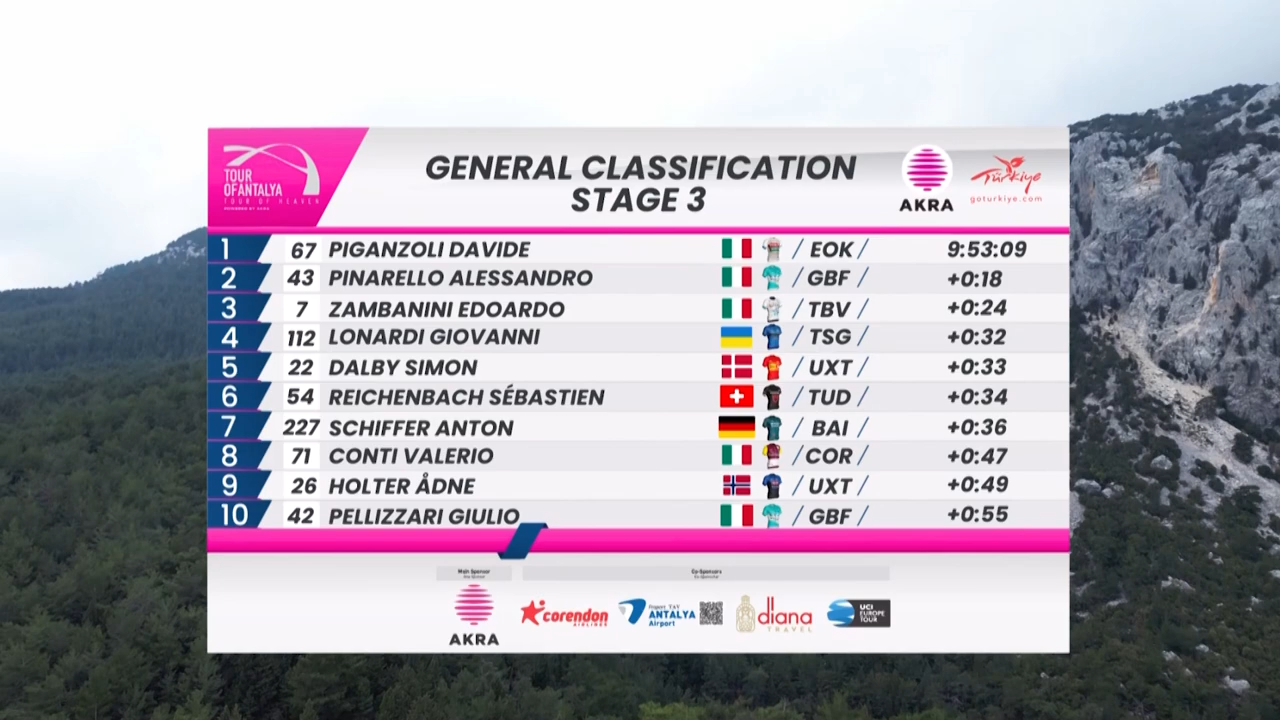 TOUR
OF ANTALYA
TOUR OF HEAVEN
GENERAL CLASSIFICATION
STAGE 3
AKRA
Türkiye
goturkiye.com
1 67 PIGANZOLI DAVIDE / EOK / 9:53:09
2 43 PINARELLO ALESSANDRO / GBF / +0:18
3 7 ZAMBANINI EDOARDO / TBV / +0:24
4 112 LONARDI GIOVANNI / TSG / +0:32
5 22 DALBY SIMON / UXT / +0:33
6 54 REICHENBACH SÉBASTIEN / TUD / +0:34
7 227 SCHIFFER ANTON / BAI / +0:36
8 71 CONTI VALERIO / COR / +0:47
9 26 HOLTER ÅDNE / UXT / +0:49
10 42 PELLIZZARI GIULIO / GBF / +0:55
Main Sponsor
Co-Sponsors
AKRA
corendon
AIRLINES
Fraport TAV
ANTALYA
Airport
diana
TRAVEL
UCI
EUROPE
TOUR